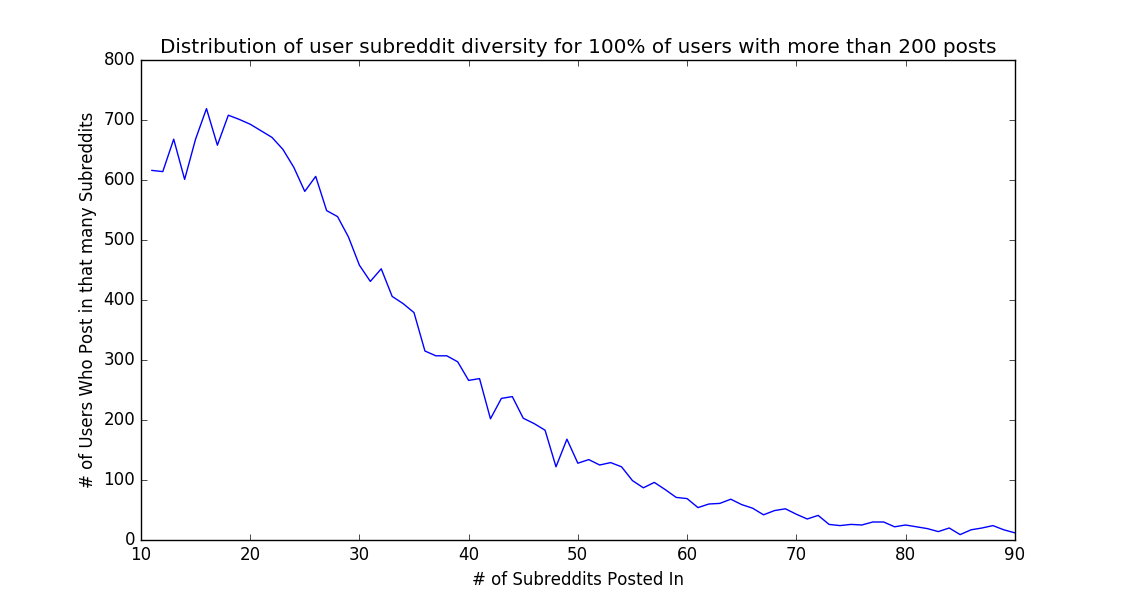 Distribution of user subreddit diversity for 100% of users with more than 200 posts
800
700
600
500
400
300
200
100
0
# of Users Who Post in that many Subreddits
10 20 30 40 50 60 70 80 90
# of Subreddits Posted In